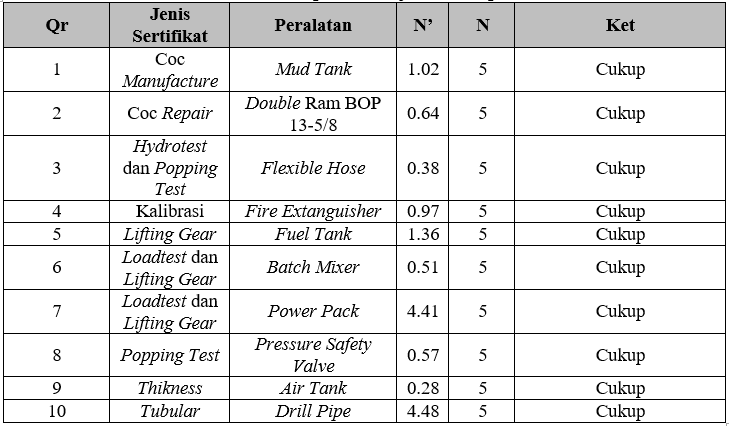 Qr Jenis Sertifikat Peralatan N’ N Ket
1 Coc Manufacture Mud Tank 1.02 5 Cukup
2 Coc Repair Double Ram BOP 13-5/8 0.64 5 Cukup
3 Hydrotest dan Popping Test Flexible Hose 0.38 5 Cukup
4 Kalibrasi Fire Extanguisher 0.97 5 Cukup
5 Lifting Gear Fuel Tank 1.36 5 Cukup
6 Loadtest dan Lifting Gear Batch Mixer 0.51 5 Cukup
7 Loadtest dan Lifting Gear Power Pack 4.41 5 Cukup
8 Popping Test Pressure Safety Valve 0.57 5 Cukup
9 Thikness Air Tank 0.28 5 Cukup
10 Tubular Drill Pipe 4.48 5 Cukup